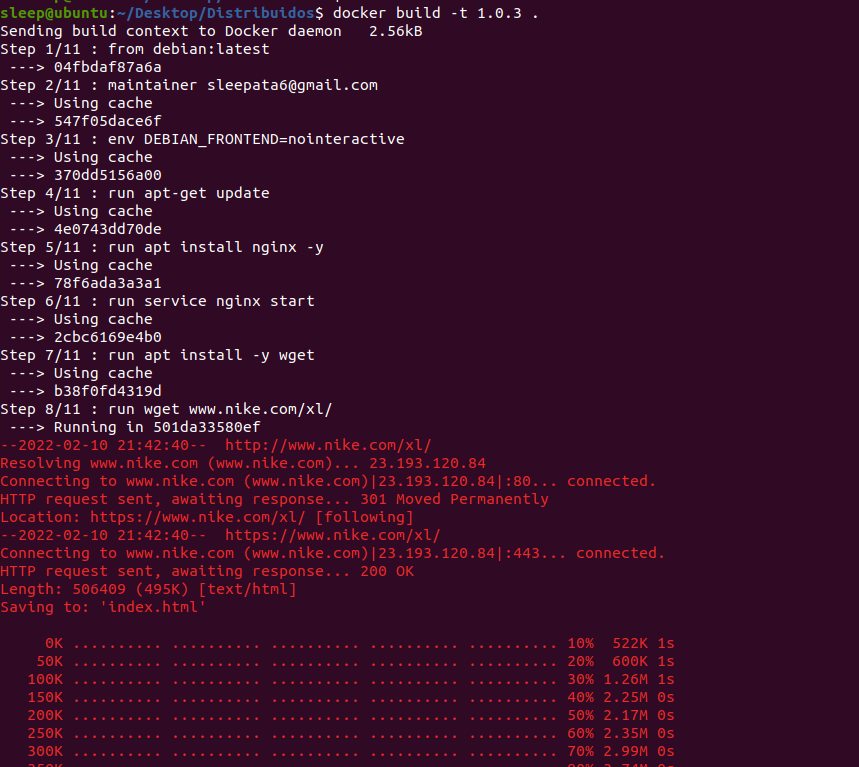 sleep@ubuntu:~/Desktop/Distribuidos$ docker build -t 1.0.3 .
Sending build context to Docker daemon   2.56kB
Step 1/11 : from debian:latest
 ---> 04fbdaf87a6a
Step 2/11 : maintainer sleepata6@gmail.com
 ---> Using cache
 ---> 547f05dace6f
Step 3/11 : env DEBIAN_FRONTEND=nointeractive
 ---> Using cache
 ---> 370dd5156a00
Step 4/11 : run apt-get update
 ---> Using cache
 ---> 4e0743dd70de
Step 5/11 : run apt install nginx -y
 ---> Using cache
 ---> 78f6ada3a3a1
Step 6/11 : run service nginx start
 ---> Using cache
 ---> 2cbc6169e4b0
Step 7/11 : run apt install -y wget
 ---> Using cache
 ---> b38f0fd4319d
Step 8/11 : run wget www.nike.com/xl/
 ---> Running in 501da33580ef
--2022-02-10 21:42:40--  http://www.nike.com/xl/
Resolving www.nike.com (www.nike.com)... 23.193.120.84
Connecting to www.nike.com (www.nike.com)|23.193.120.84|:80... connected.
HTTP request sent, awaiting response... 301 Moved Permanently
Location: https://www.nike.com/xl/ [following]
--2022-02-10 21:42:40--  https://www.nike.com/xl/
Connecting to www.nike.com (www.nike.com)|23.193.120.84|:443... connected.
HTTP request sent, awaiting response... 200 OK
Length: 506409 (495K) [text/html]
Saving to: 'index.html'
     0K .......... .......... .......... .......... .......... 10%  522K 1s
    50K .......... .......... .......... .......... .......... 20%  600K 1s
   100K .......... .......... .......... .......... .......... 30% 1.26M 1s
   150K .......... .......... .......... .......... .......... 40% 2.25M 0s
   200K .......... .......... .......... .......... .......... 50% 2.17M 0s
   250K .......... .......... .......... .......... .......... 60% 2.35M 0s
   300K .......... .......... .......... .......... .......... 70% 2.99M 0s